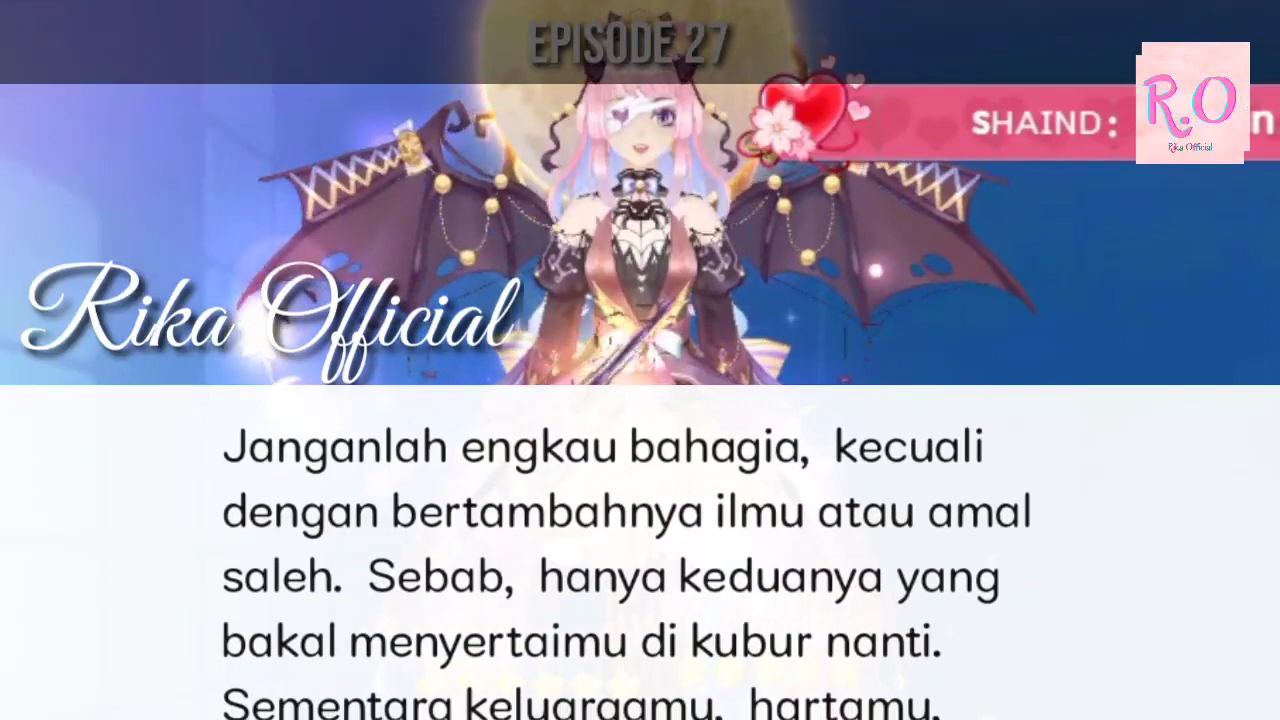 EPISODE 27
SHAIND:
R.O
Rika Official
Rika Official
Janganlah engkau bahagia, kecuali
dengan bertambahnya ilmu atau amal
saleh. Sebab, hanya keduanya yang
bakal menyertaimu di kubur nanti.
Sementara keluargamu, hartamu,